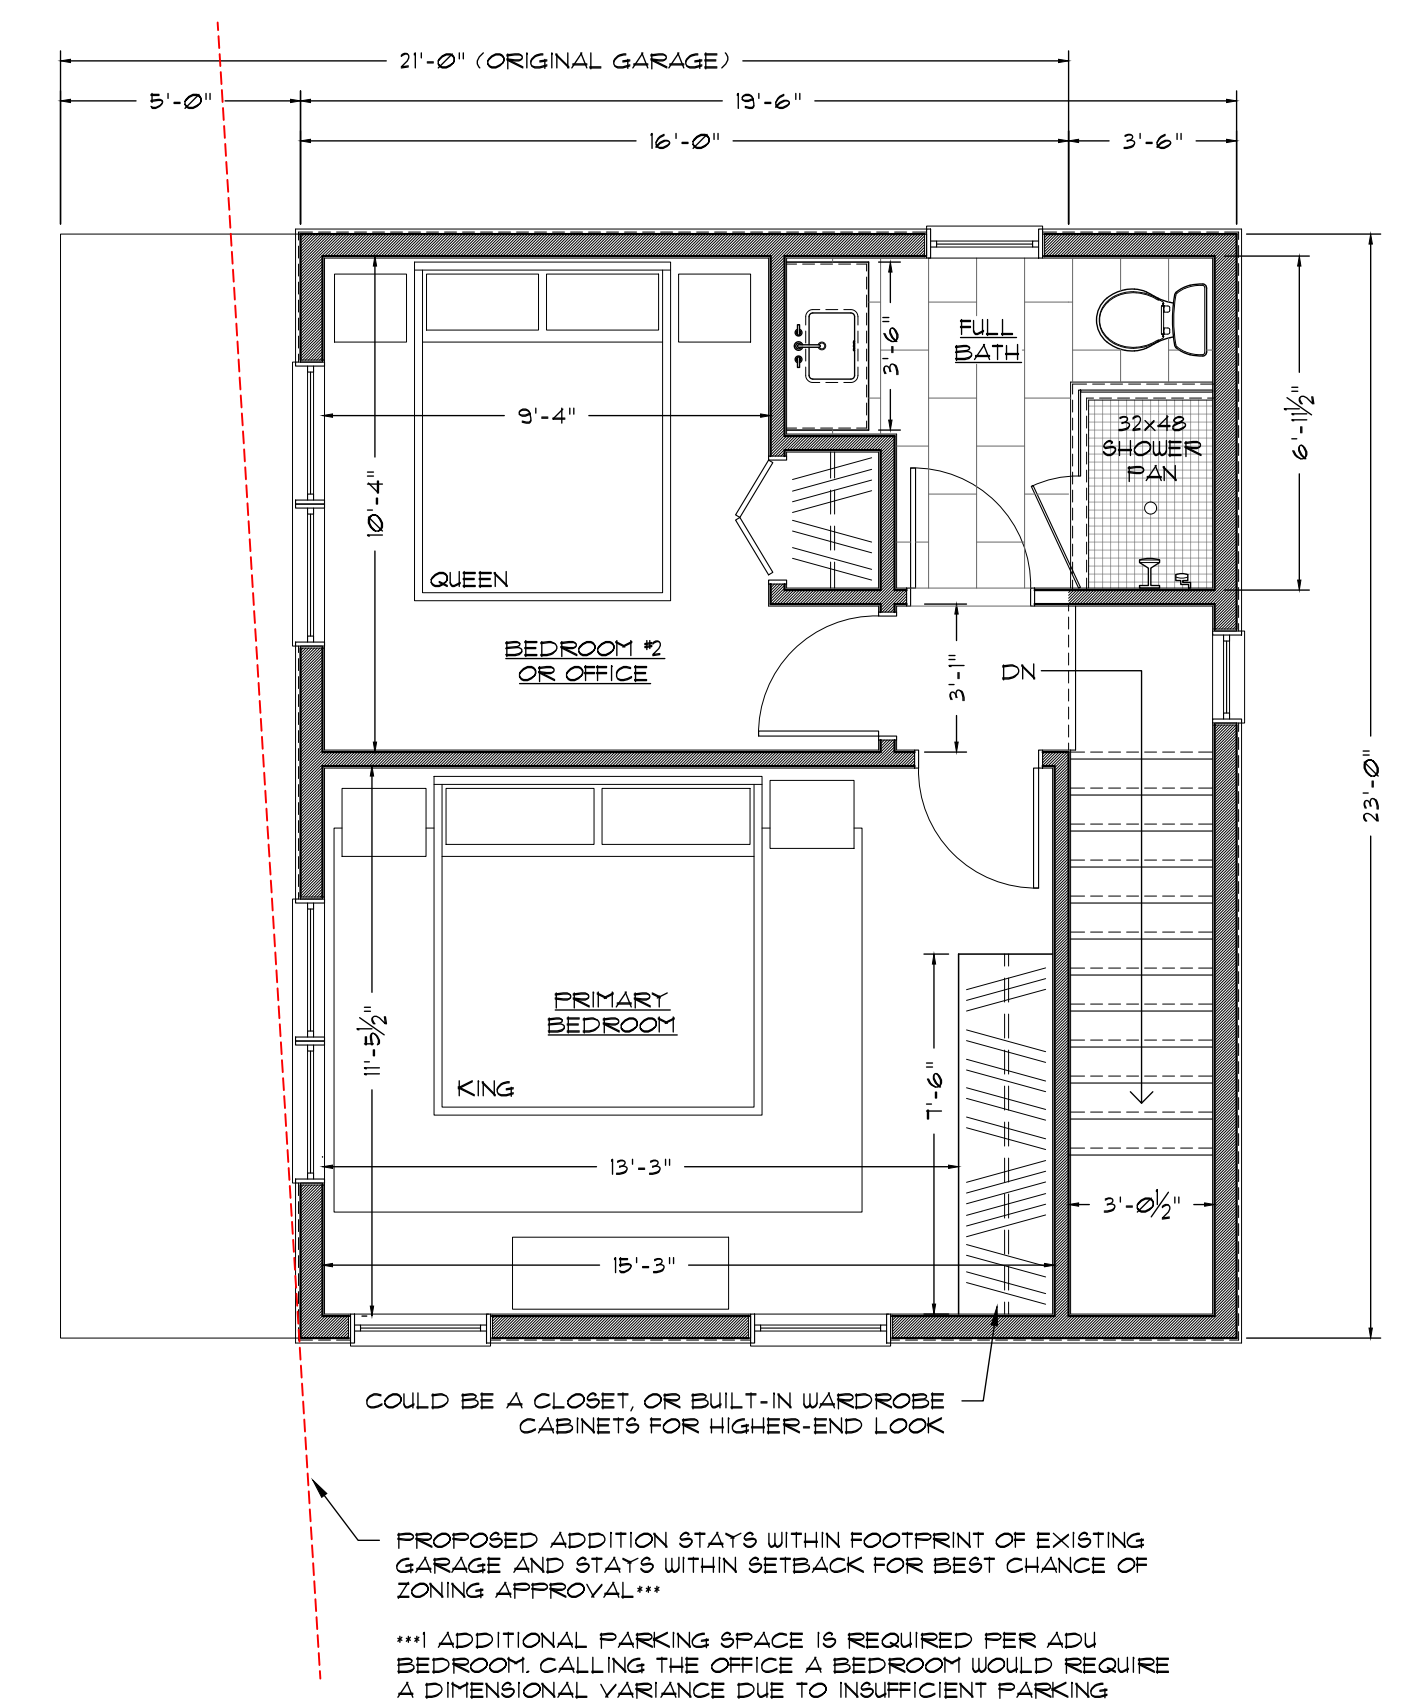 21'-0" (ORIGINAL GARAGE)
5'-0"
19'-6"
16'-0"
3'-6"
FULL
BATH
3'-6"
9'-4"
32x48
SHOWER
PAN
6'-11½"
10'-4"
QUEEN
BEDROOM #2
OR OFFICE
3'-1"
DN
23'-0"
PRIMARY
BEDROOM
11'-5½"
KING
7'-6"
13'-3"
3'-0½"
15'-3"
COULD BE A CLOSET, OR BUILT-IN WARDROBE
CABINETS FOR HIGHER-END LOOK
PROPOSED ADDITION STAYS WITHIN FOOTPRINT OF EXISTING
GARAGE AND STAYS WITHIN SETBACK FOR BEST CHANCE OF
ZONING APPROVAL***
***1 ADDITIONAL PARKING SPACE IS REQUIRED PER ADU
BEDROOM. CALLING THE OFFICE A BEDROOM WOULD REQUIRE
A DIMENSIONAL VARIANCE DUE TO INSUFFICIENT PARKING